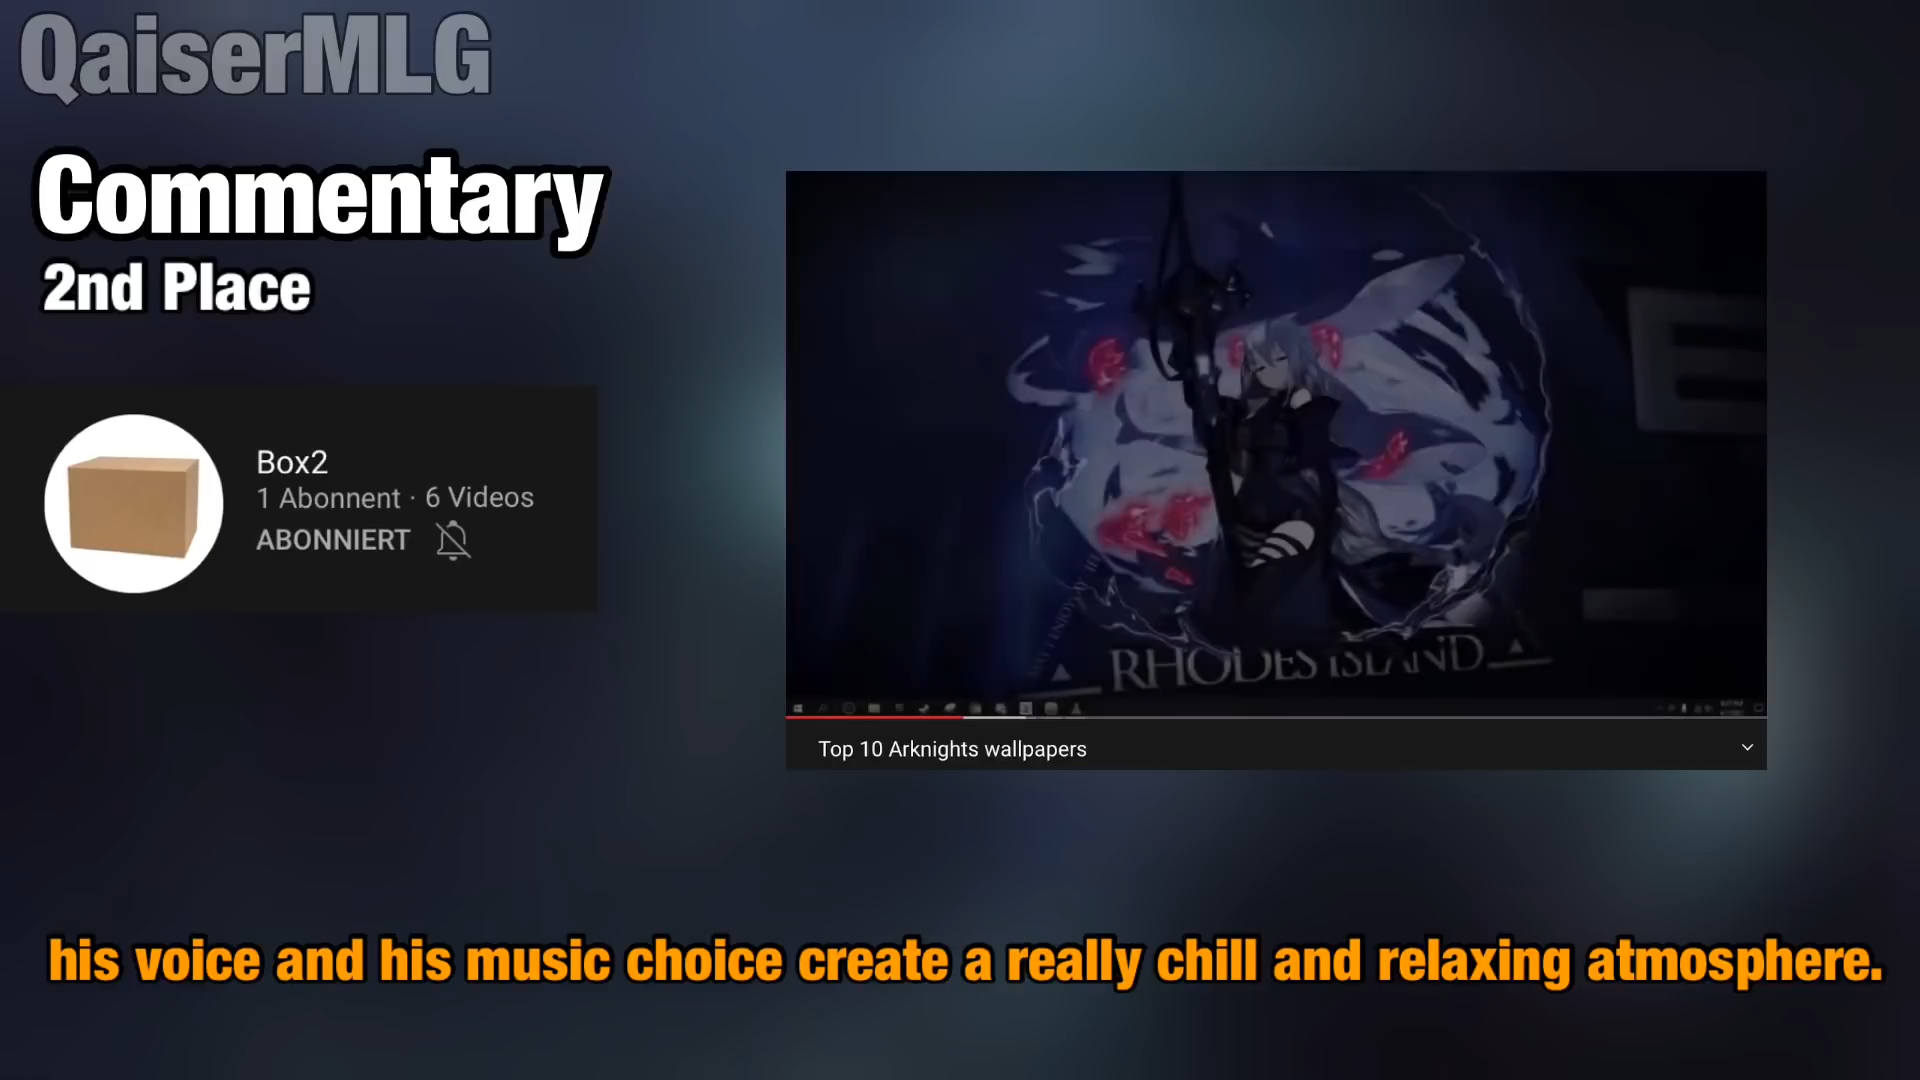 QaiserMLG
Commentary
2nd Place
Box2
1 Abonnent · 6 Videos
ABONNIERT
RHODES ISLAND
Top 10 Arknights wallpapers
his voice and his music choice create a really chill and relaxing atmosphere.